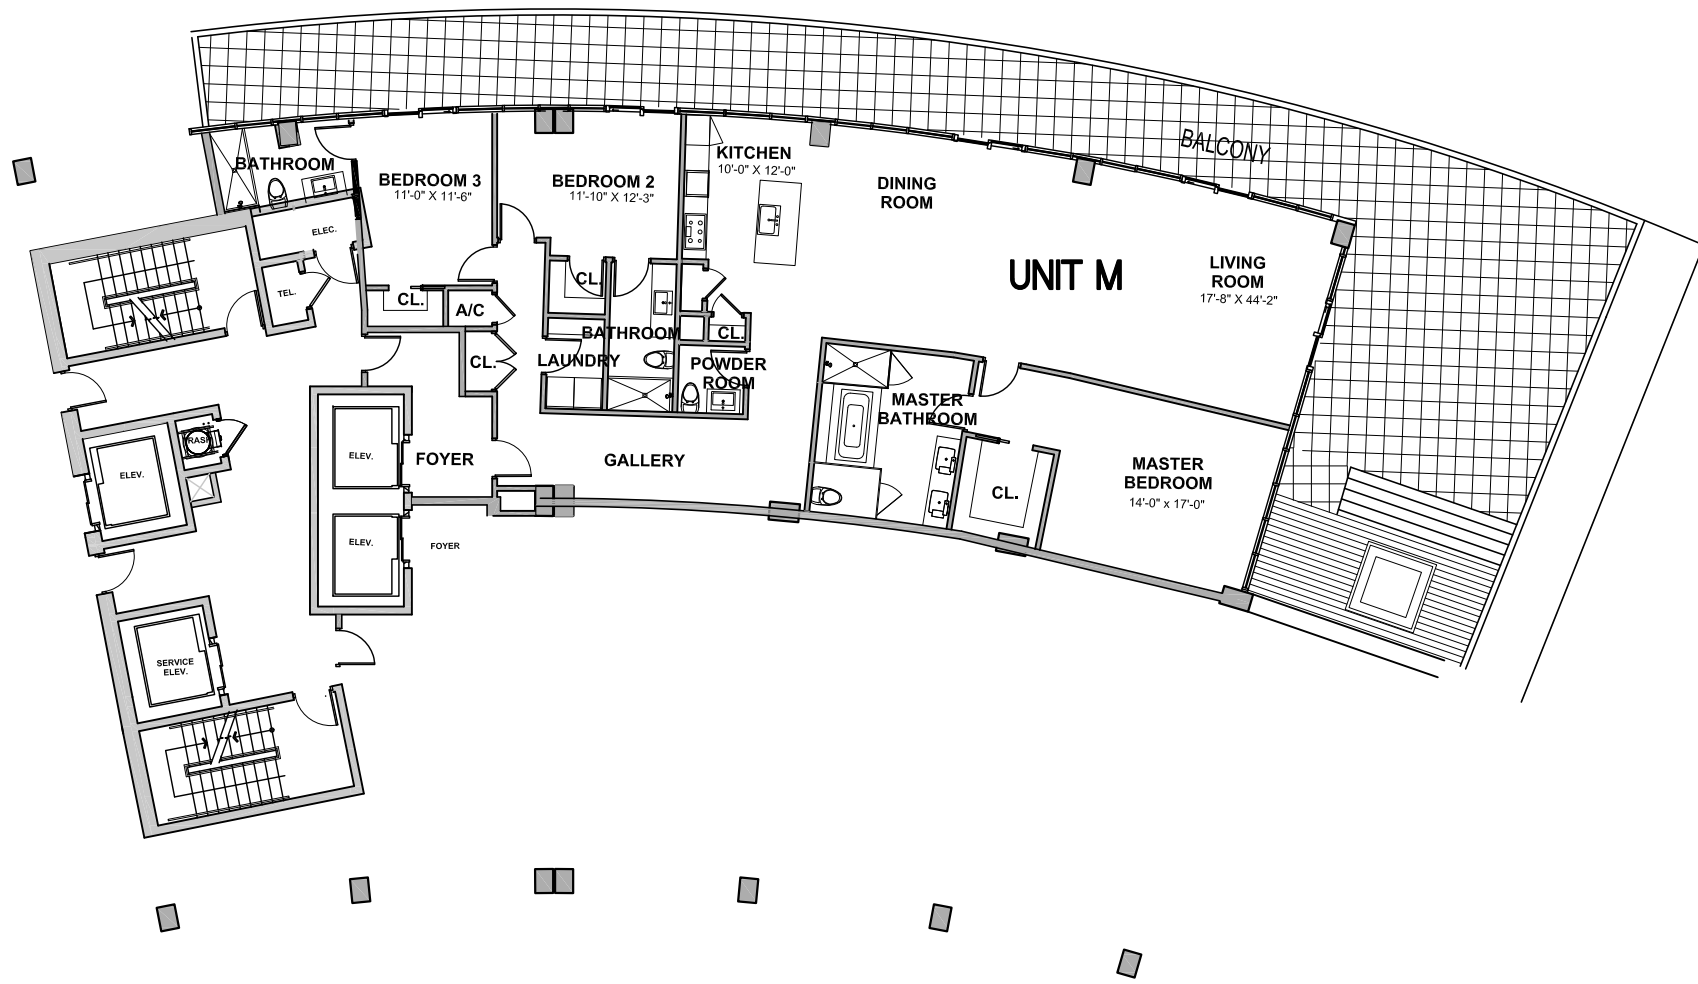 BALCONY
BATHROOM
BEDROOM 3
11'-0" X 11'-6"
BEDROOM 2
11'-10" X 12'-3"
KITCHEN
10'-0" X 12'-0"
DINING
ROOM
ELEC.
TEL.
CL.
A/C
CL.
CL.
UNIT M
LIVING
ROOM
17'-8" X 44'-2"
BATHROOM
CL.
LAUNDRY
CL.
POWDER
ROOM
MASTER
BATHROOM
TRASH
ELEV.
ELEV.
FOYER
GALLERY
CL.
MASTER
BEDROOM
14'-0" x 17'-0"
ELEV.
FOYER
SERVICE
ELEV.